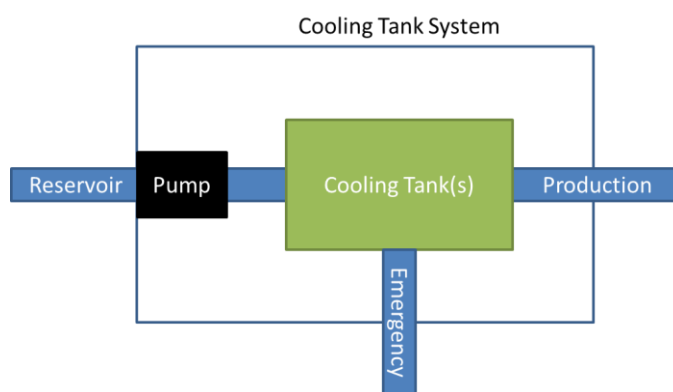 Cooling Tank System
Reservoir
Pump
Cooling Tank(s)
Production
Emergency